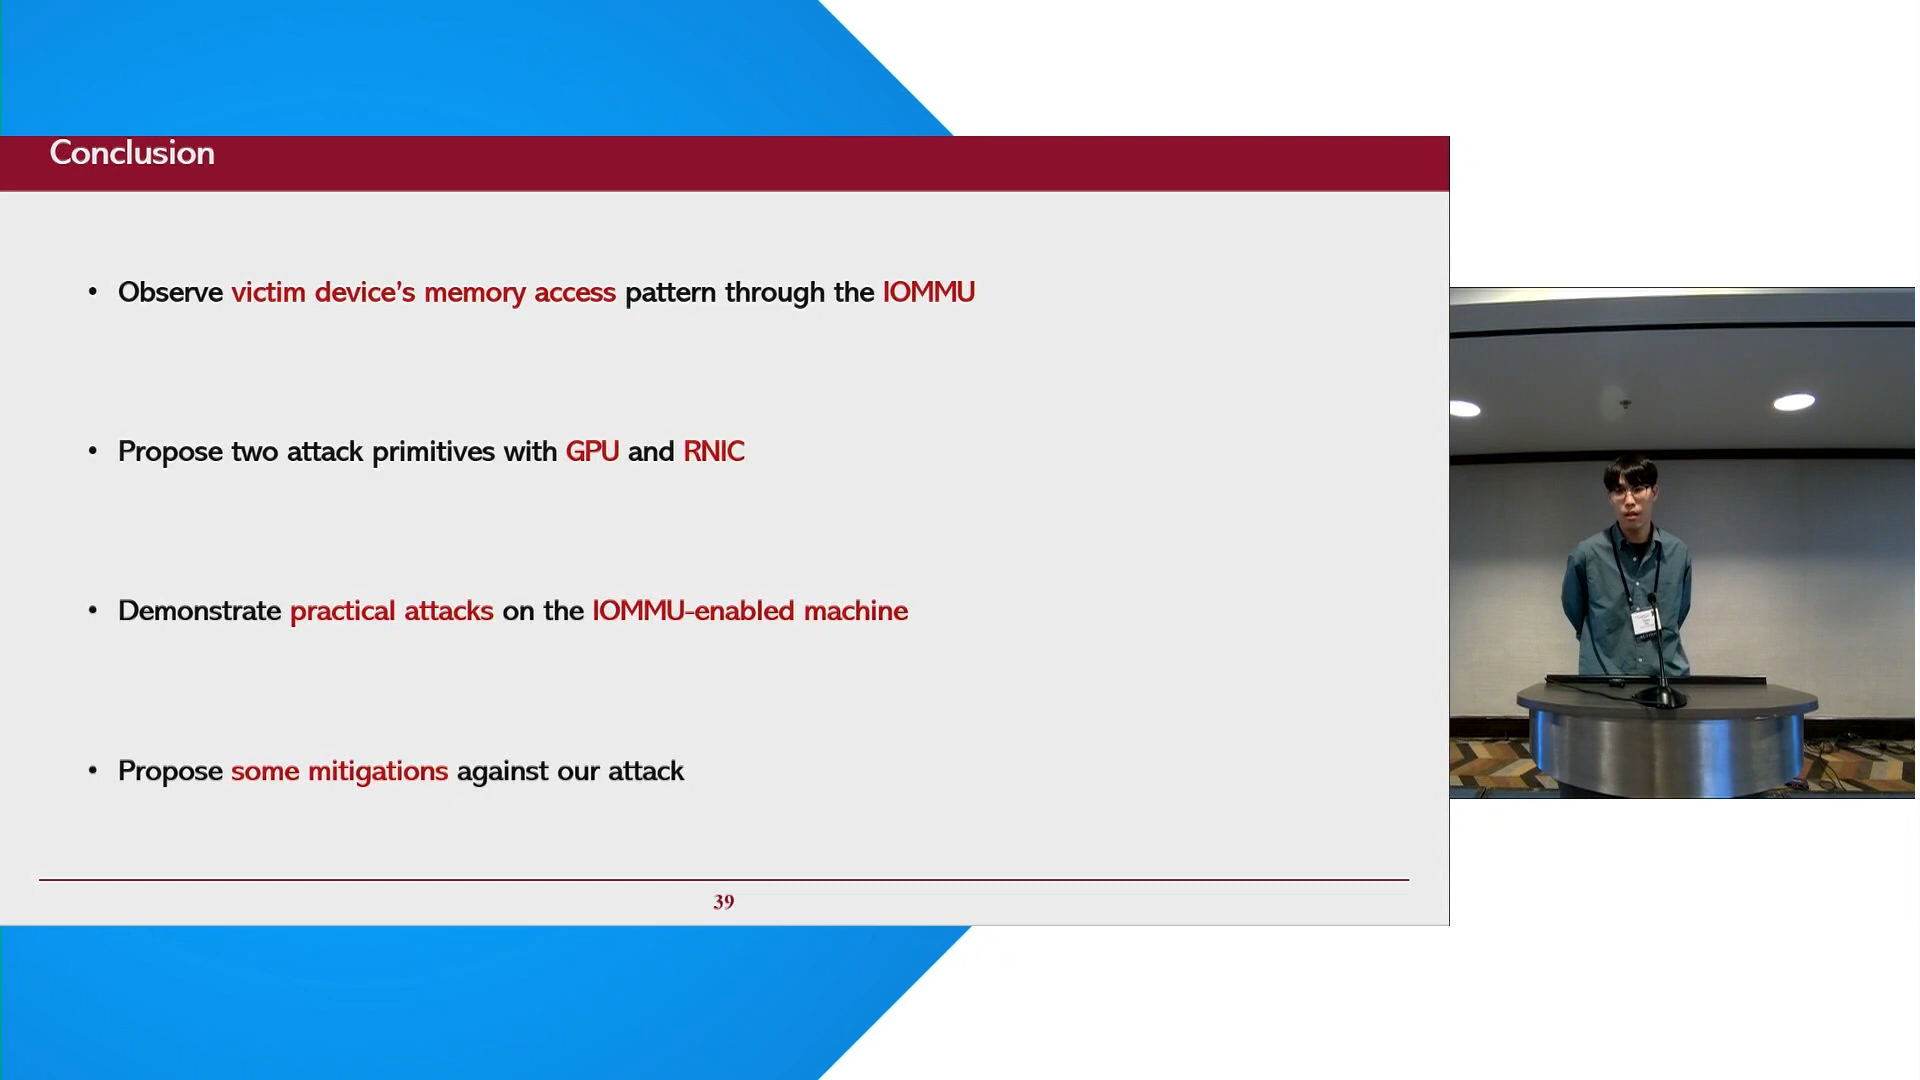 Conclusion
• Observe victim device's memory access pattern through the IOMMU
• Propose two attack primitives with GPU and RNIC
• Demonstrate practical attacks on the IOMMU-enabled machine
• Propose some mitigations against our attack
39